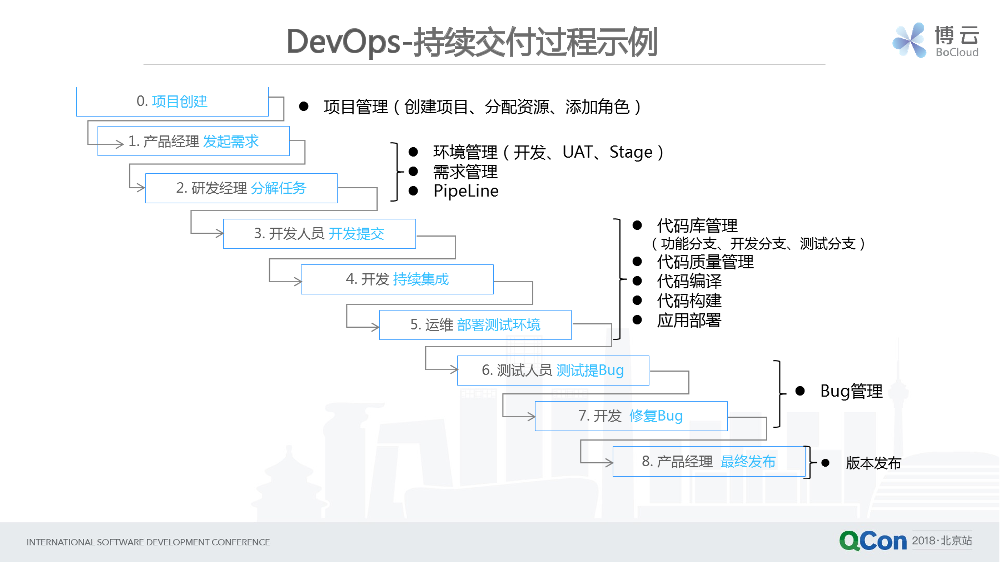 DevOps-持续交付过程示例
博云
BoCloud
0. 项目创建
● 项目管理（创建项目、分配资源、添加角色）
1. 产品经理 发起需求
● 环境管理（开发、UAT、Stage）
● 需求管理
● PipeLine
2. 研发经理 分解任务
3. 开发人员 开发提交
● 代码库管理
（功能分支、开发分支、测试分支）
● 代码质量管理
● 代码编译
● 代码构建
● 应用部署
4. 开发 持续集成
5. 运维 部署测试环境
6. 测试人员 测试提Bug
● Bug管理
7. 开发 修复Bug
8. 产品经理 最终发布
● 版本发布
INTERNATIONAL SOFTWARE DEVELOPMENT CONFERENCE
QCon 2018·北京站